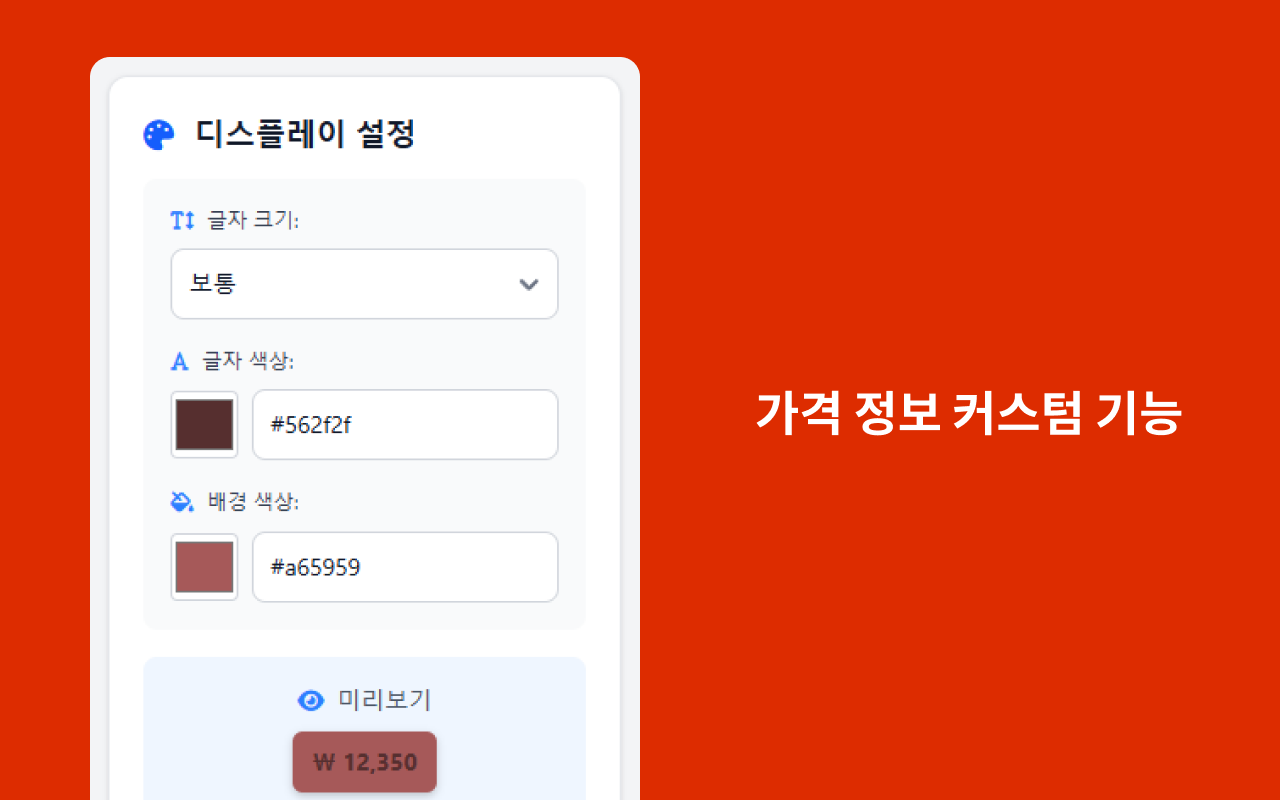 디스플레이 설정
글자 크기:
보통
글자 색상:
#562f2f
배경 색상:
#a65959
미리보기
₩ 12,350
가격 정보 커스텀 기능